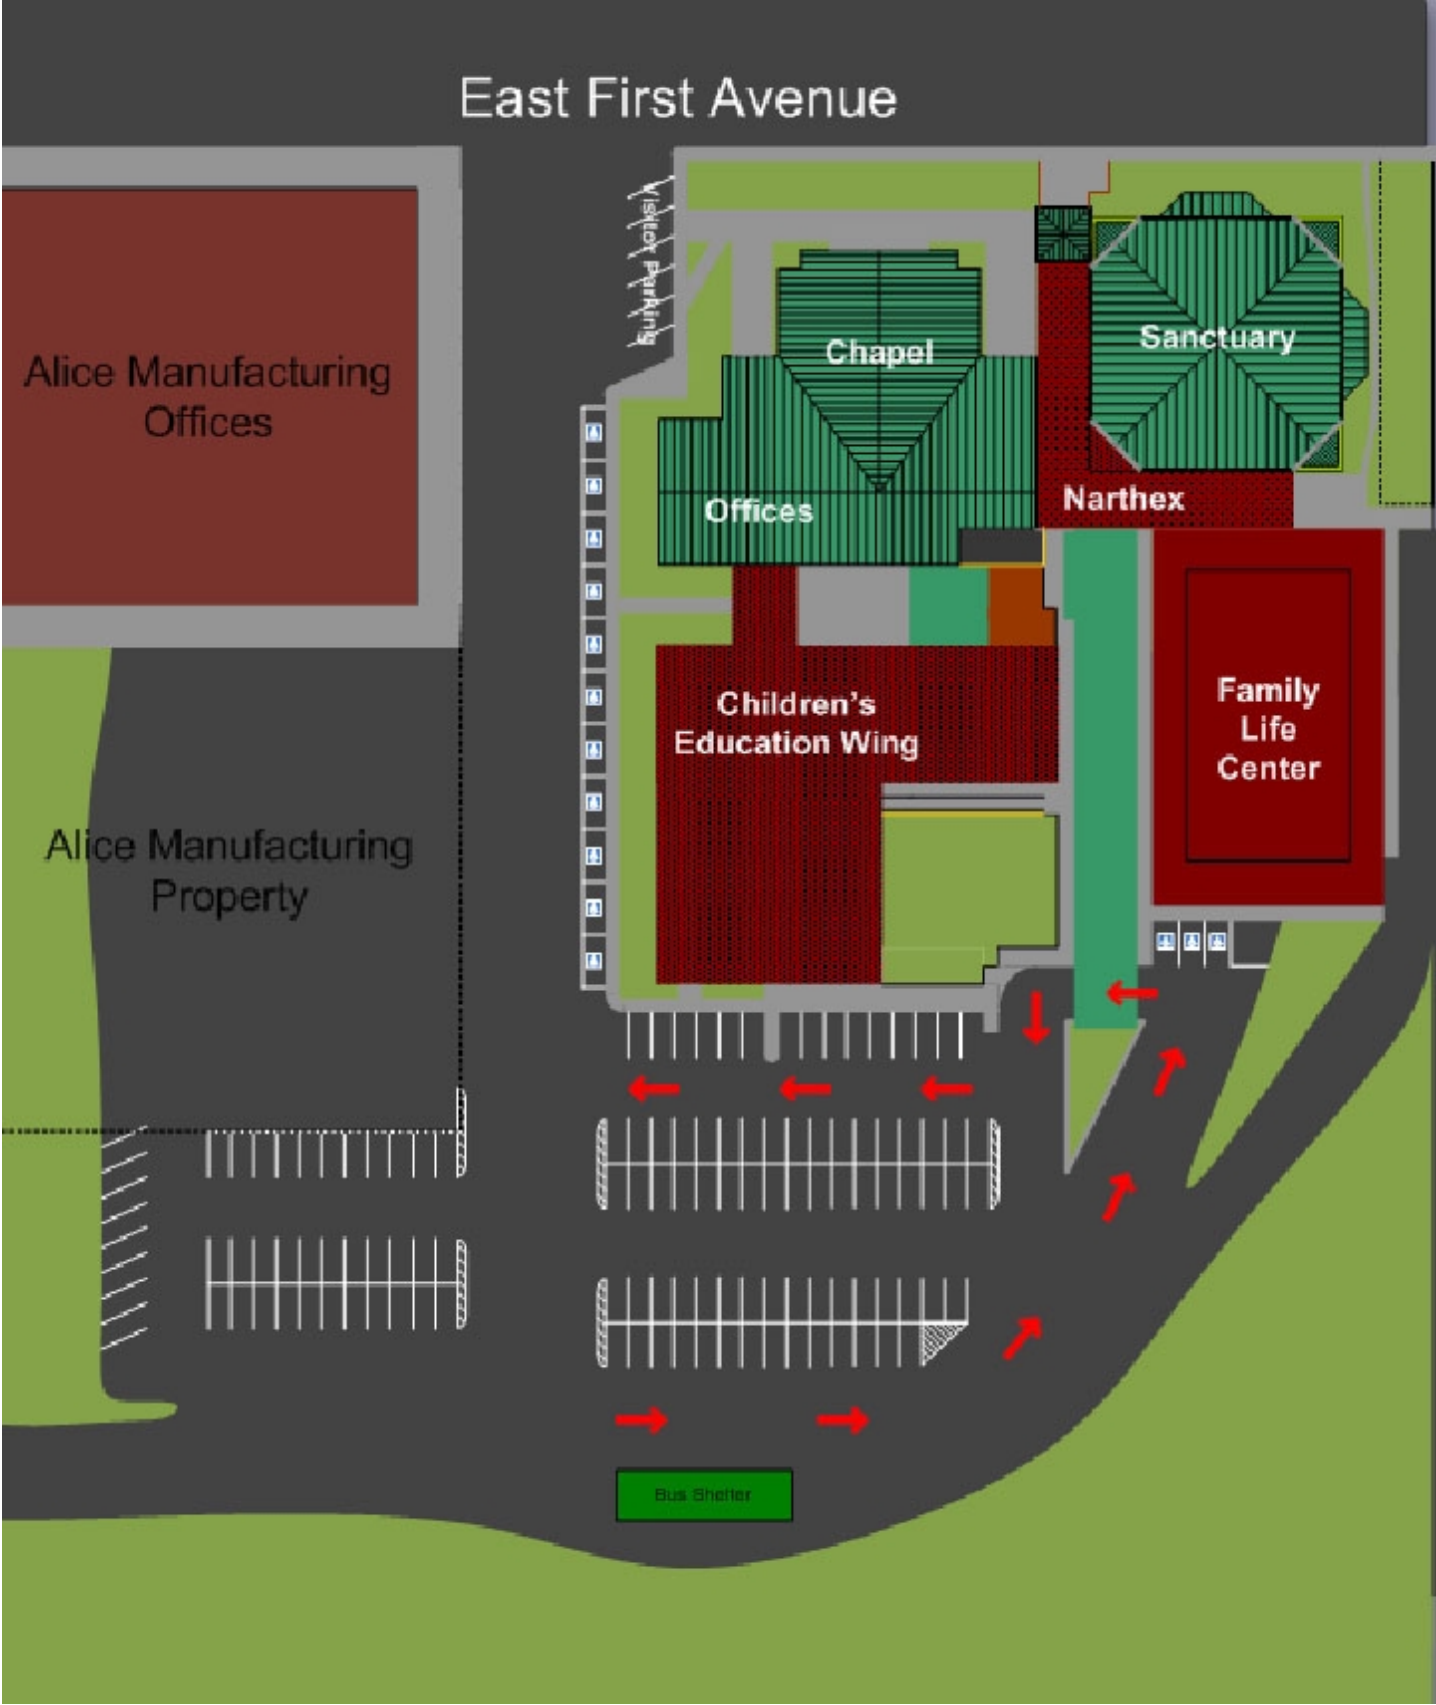 East First Avenue
Visitor Parking
Alice Manufacturing
Offices
Chapel
Sanctuary
Offices
Narthex
Children's
Education Wing
Family
Life
Center
Alice Manufacturing
Property
Bus Shelter